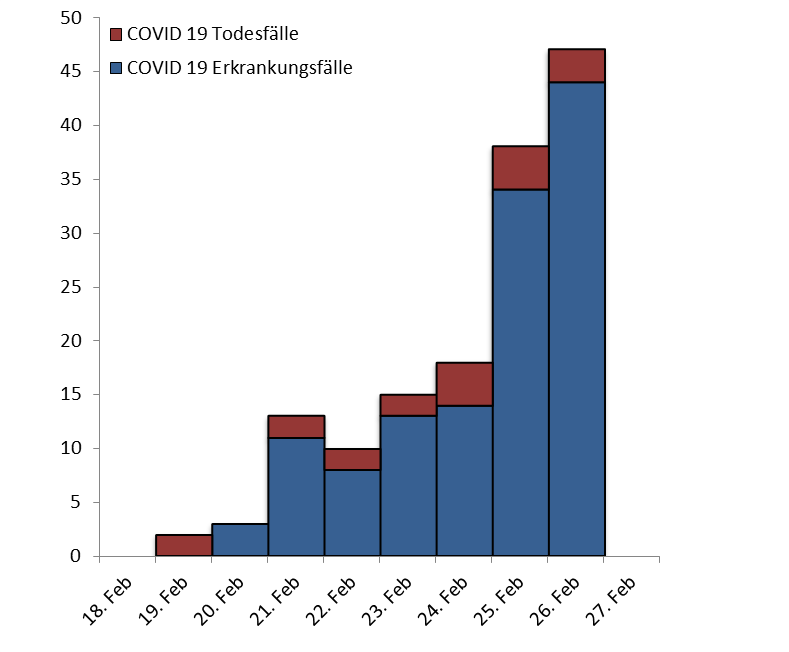 50
COVID 19 Todesfälle
COVID 19 Erkrankungsfälle
45
40
35
30
25
20
15
10
5
0
18. Feb
19. Feb
20. Feb
21. Feb
22. Feb
23. Feb
24. Feb
25. Feb
26. Feb
27. Feb